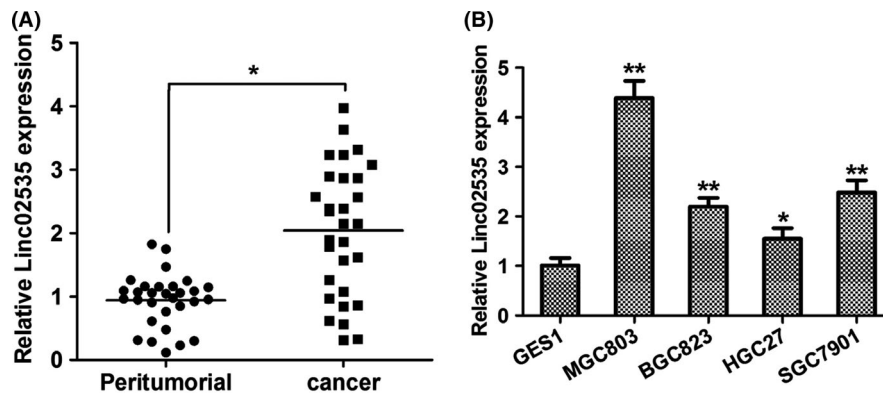 (A)
Relative Linc02535 expression
5
4
3
2
1
0
*
Peritumorial
cancer
(B)
Relative Linc02535 expression
5
4
3
2
1
0
**
**
*
**
GES1
MGC803
BGC823
HGC27
SGC7901